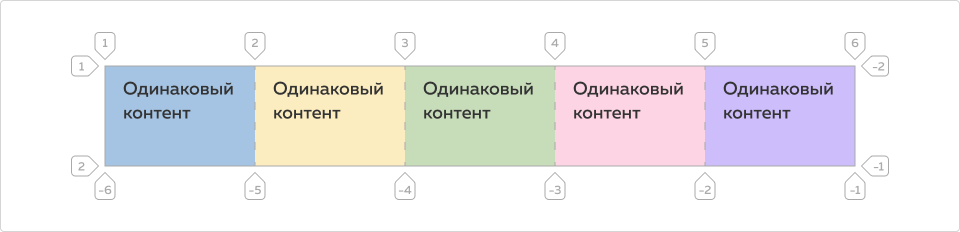 1 2 3 4 5 6
1 -2
Одинаковый Одинаковый Одинаковый Одинаковый Одинаковый
контент контент контент контент контент
2 -1
-6 -5 -4 -3 -2 -1